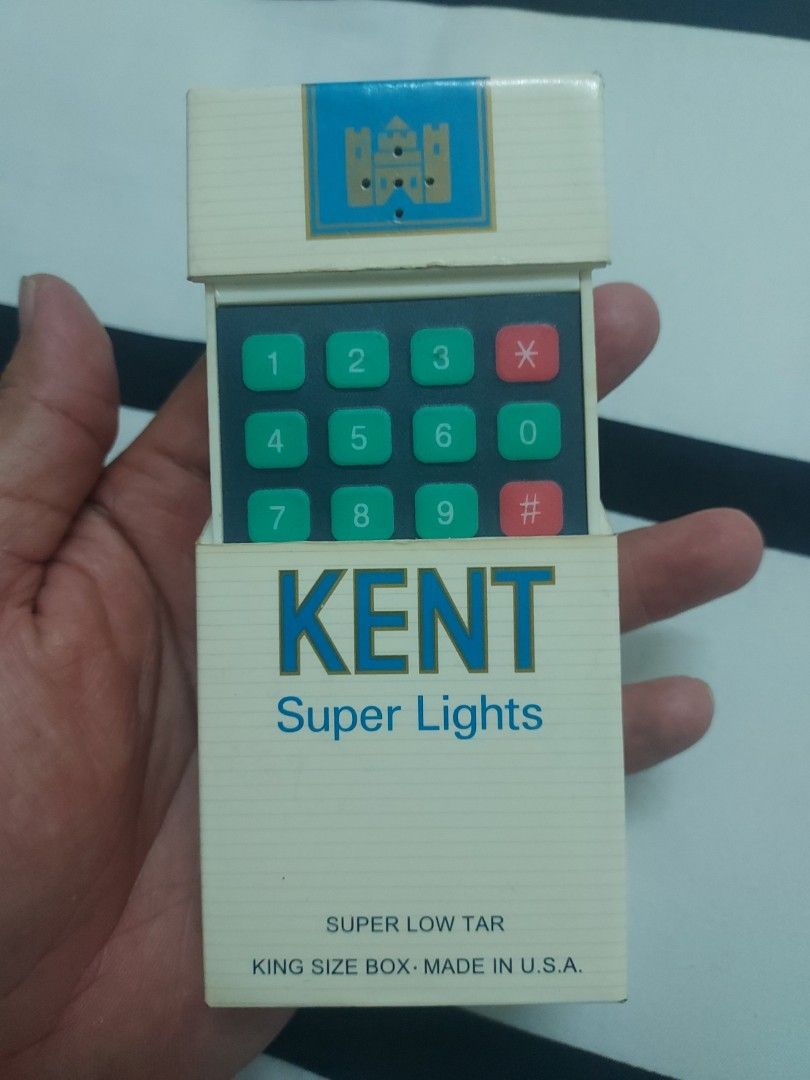 1 2 3 *
4 5 6 0
7 8 9 #
KENT
Super Lights
SUPER LOW TAR
KING SIZE BOX· MADE IN U.S.A.